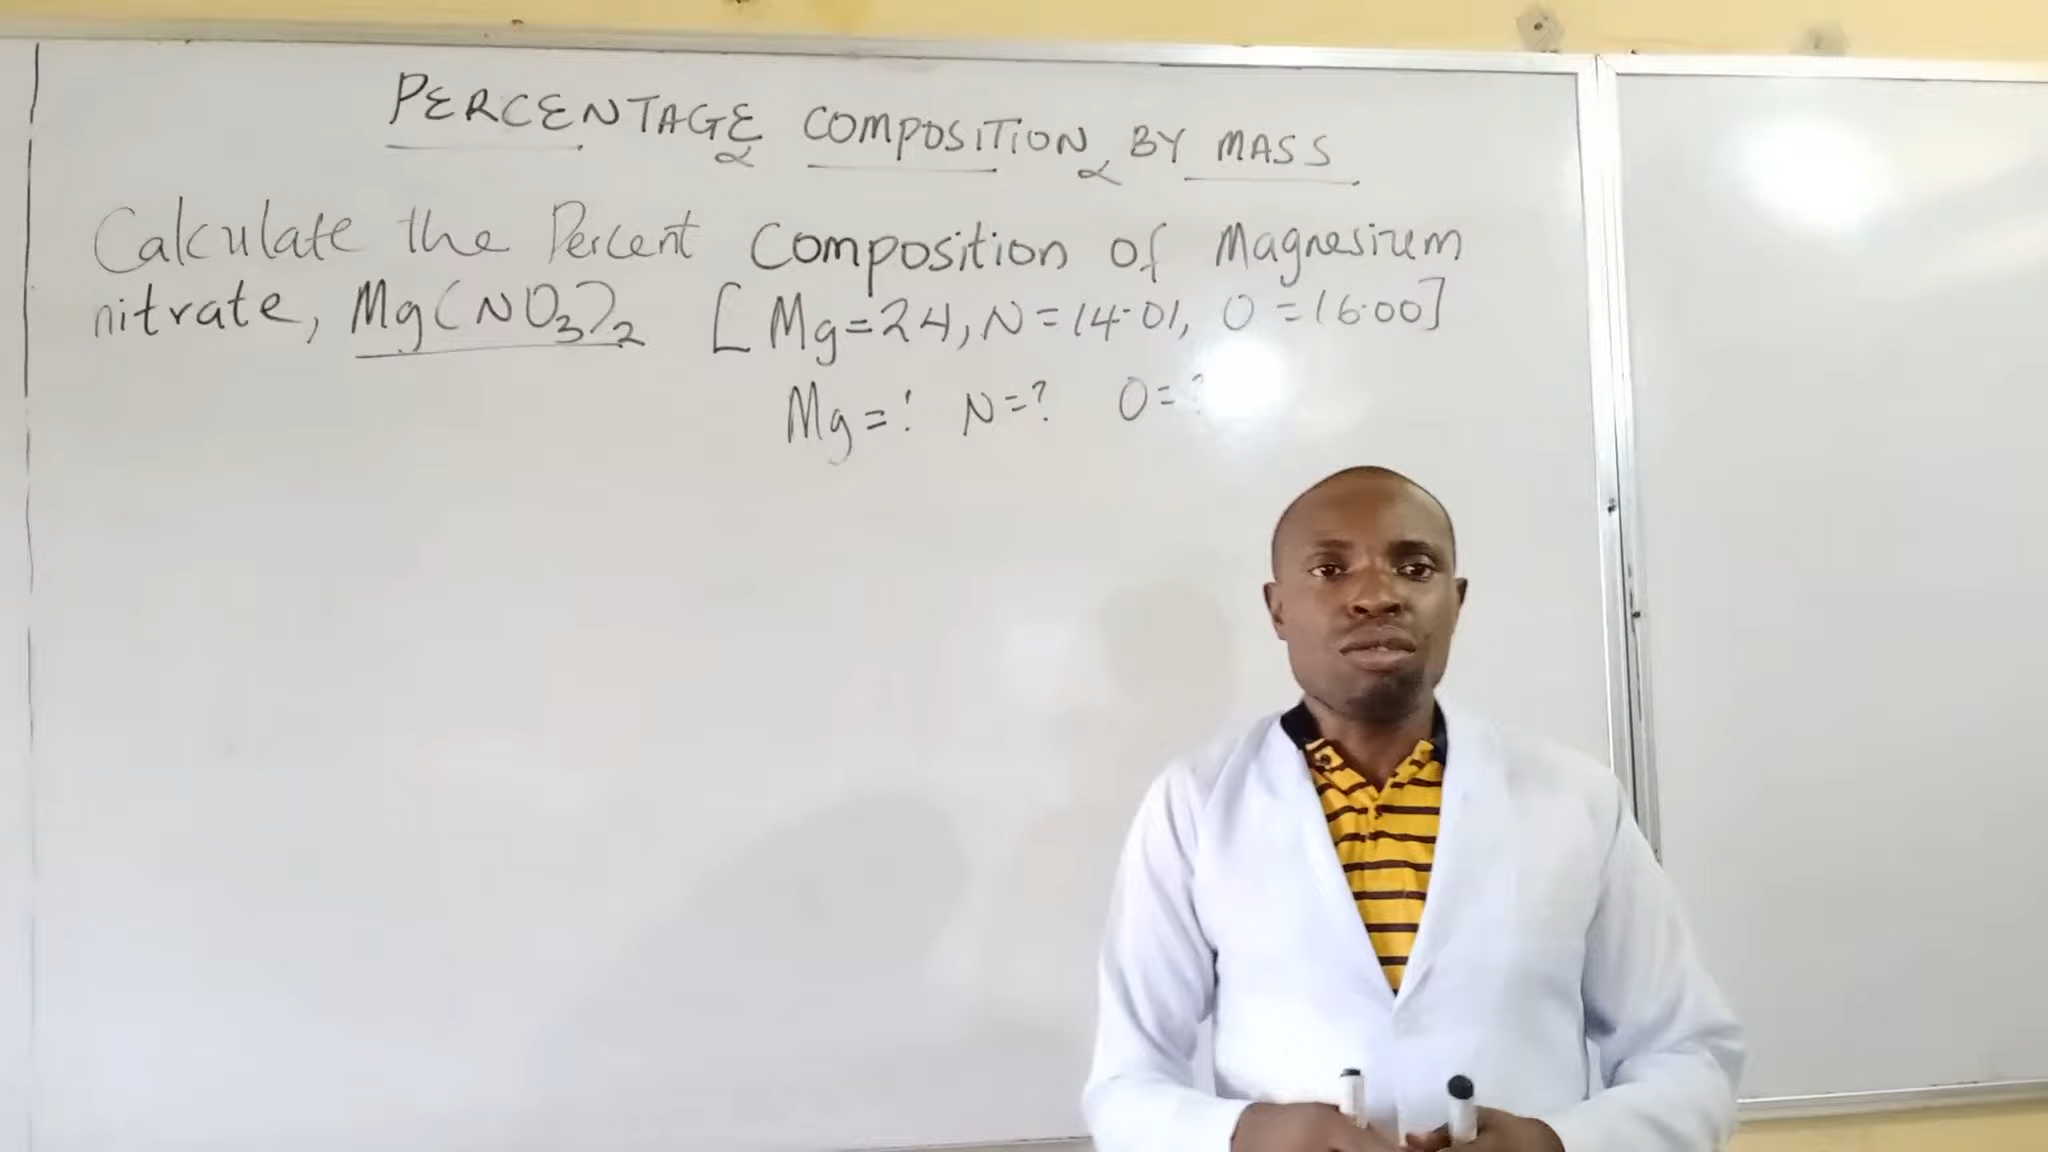 PERCENTAGE COMPOSITION BY MASS
Calculate the Percent Composition of Magnesium
nitrate, Mg(NO₃)₂ [Mg=24, N=14.01, O=16.00]
Mg=? N=? O=?